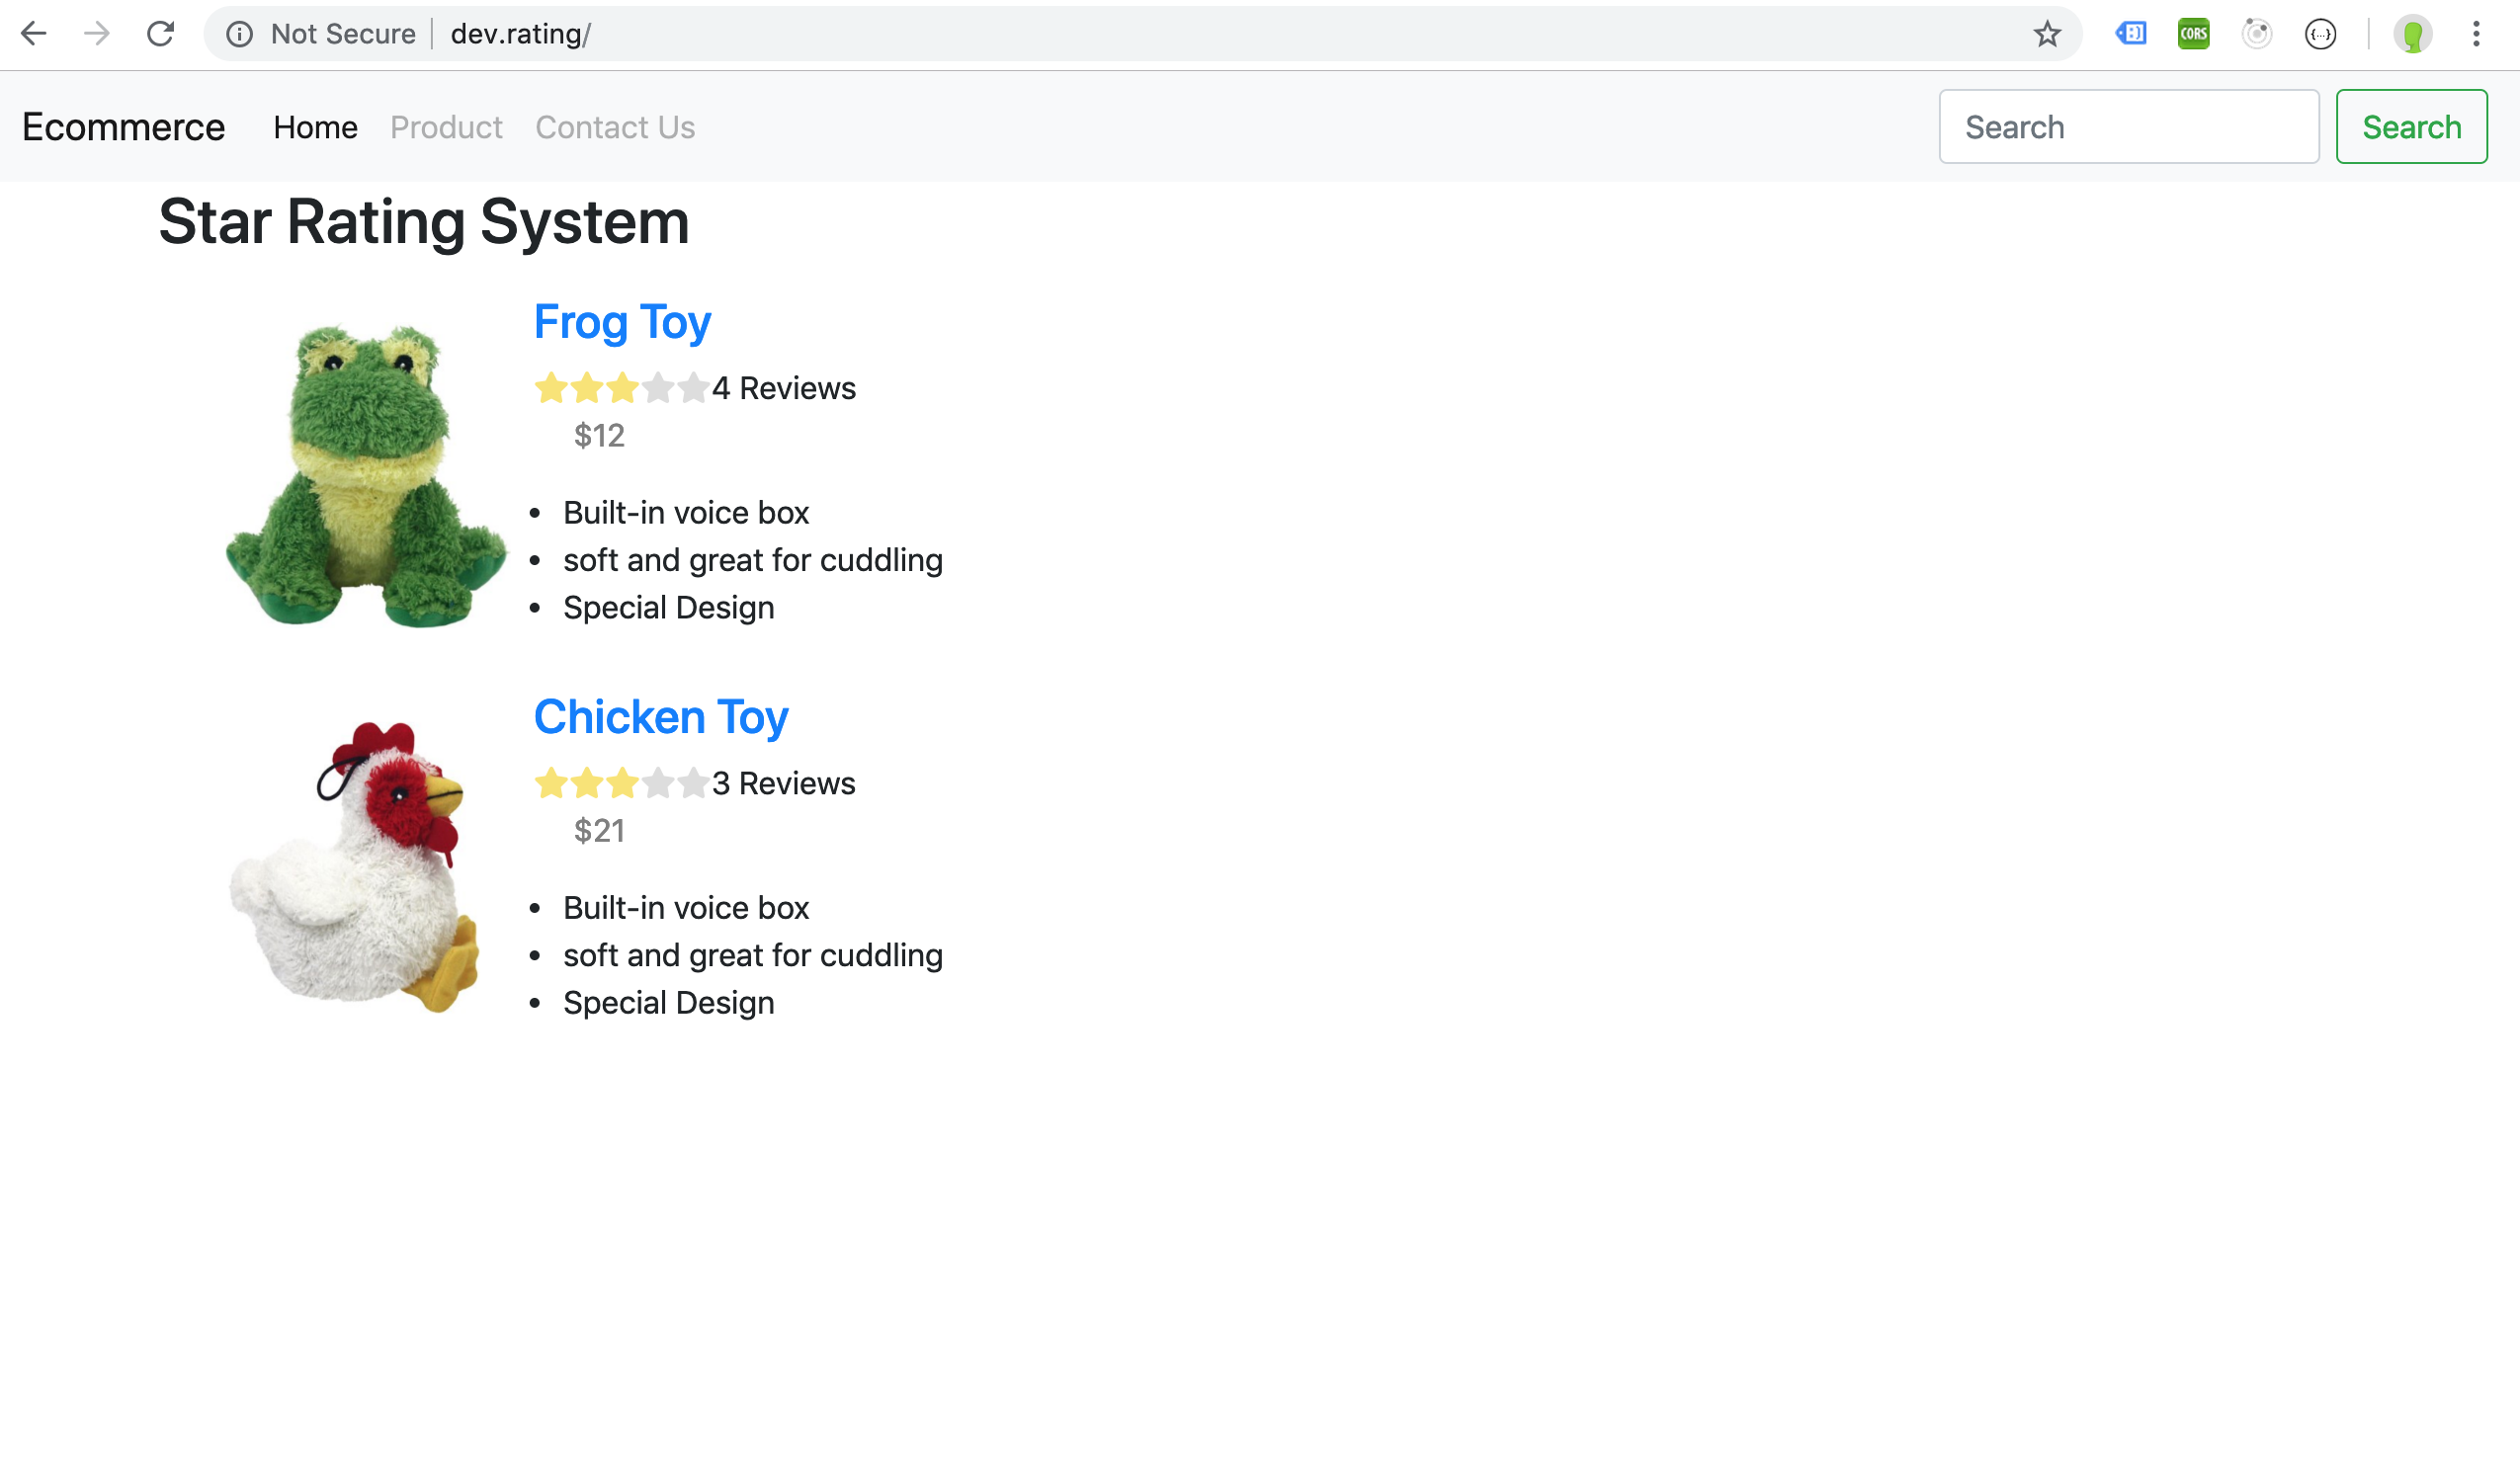 Not Secure dev.rating/
CORS
Ecommerce Home Product Contact Us Search Search
Star Rating System
Frog Toy
4 Reviews
$12
Built-in voice box
soft and great for cuddling
Special Design
Chicken Toy
3 Reviews
$21
Built-in voice box
soft and great for cuddling
Special Design